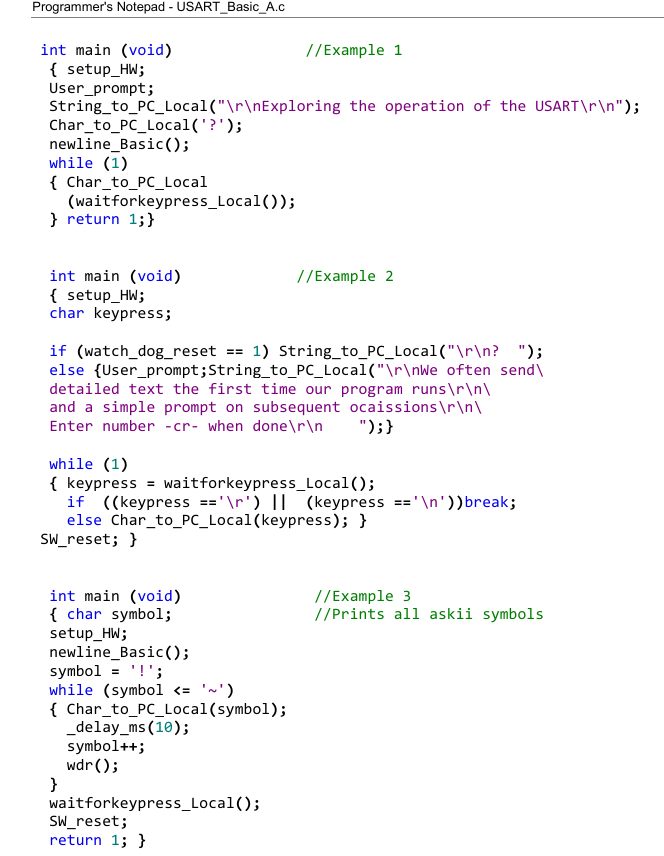 Programmer's Notepad - USART_Basic_A.c
int main (void) //Example 1
{ setup_HW;
User_prompt;
String_to_PC_Local("\r\nExploring the operation of the USART\r\n");
Char_to_PC_Local('?');
newline_Basic();
while (1)
{ Char_to_PC_Local
(waitforkeypress_Local());
} return 1;}
int main (void) //Example 2
{ setup_HW;
char keypress;
if (watch_dog_reset == 1) String_to_PC_Local("\r\n?  ");
else {User_prompt;String_to_PC_Local("\r\nWe often send\
detailed text the first time our program runs\r\n\
and a simple prompt on subsequent ocaissions\r\n\
Enter number -cr- when done\r\n    ");}
while (1)
{ keypress = waitforkeypress_Local();
if  ((keypress =='\r') ||  (keypress =='\n'))break;
else Char_to_PC_Local(keypress); }
SW_reset; }
int main (void) //Example 3
{ char symbol; //Prints all askii symbols
setup_HW;
newline_Basic();
symbol = '!';
while (symbol <= '~')
{ Char_to_PC_Local(symbol);
_delay_ms(10);
symbol++;
wdr();
}
waitforkeypress_Local();
SW_reset;
return 1; }